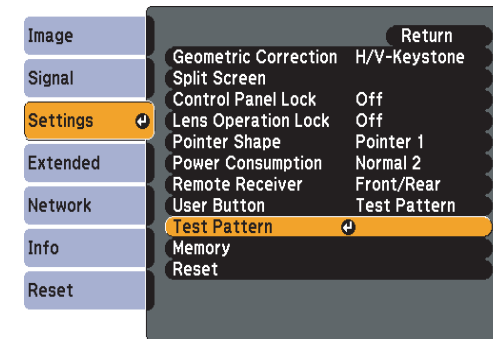 Image
Signal
Settings
Extended
Network
Info
Reset
Return
Geometric Correction H/V-Keystone
Split Screen
Control Panel Lock Off
Lens Operation Lock Off
Pointer Shape Pointer 1
Power Consumption Normal 2
Remote Receiver Front/Rear
User Button Test Pattern
Test Pattern
Memory
Reset